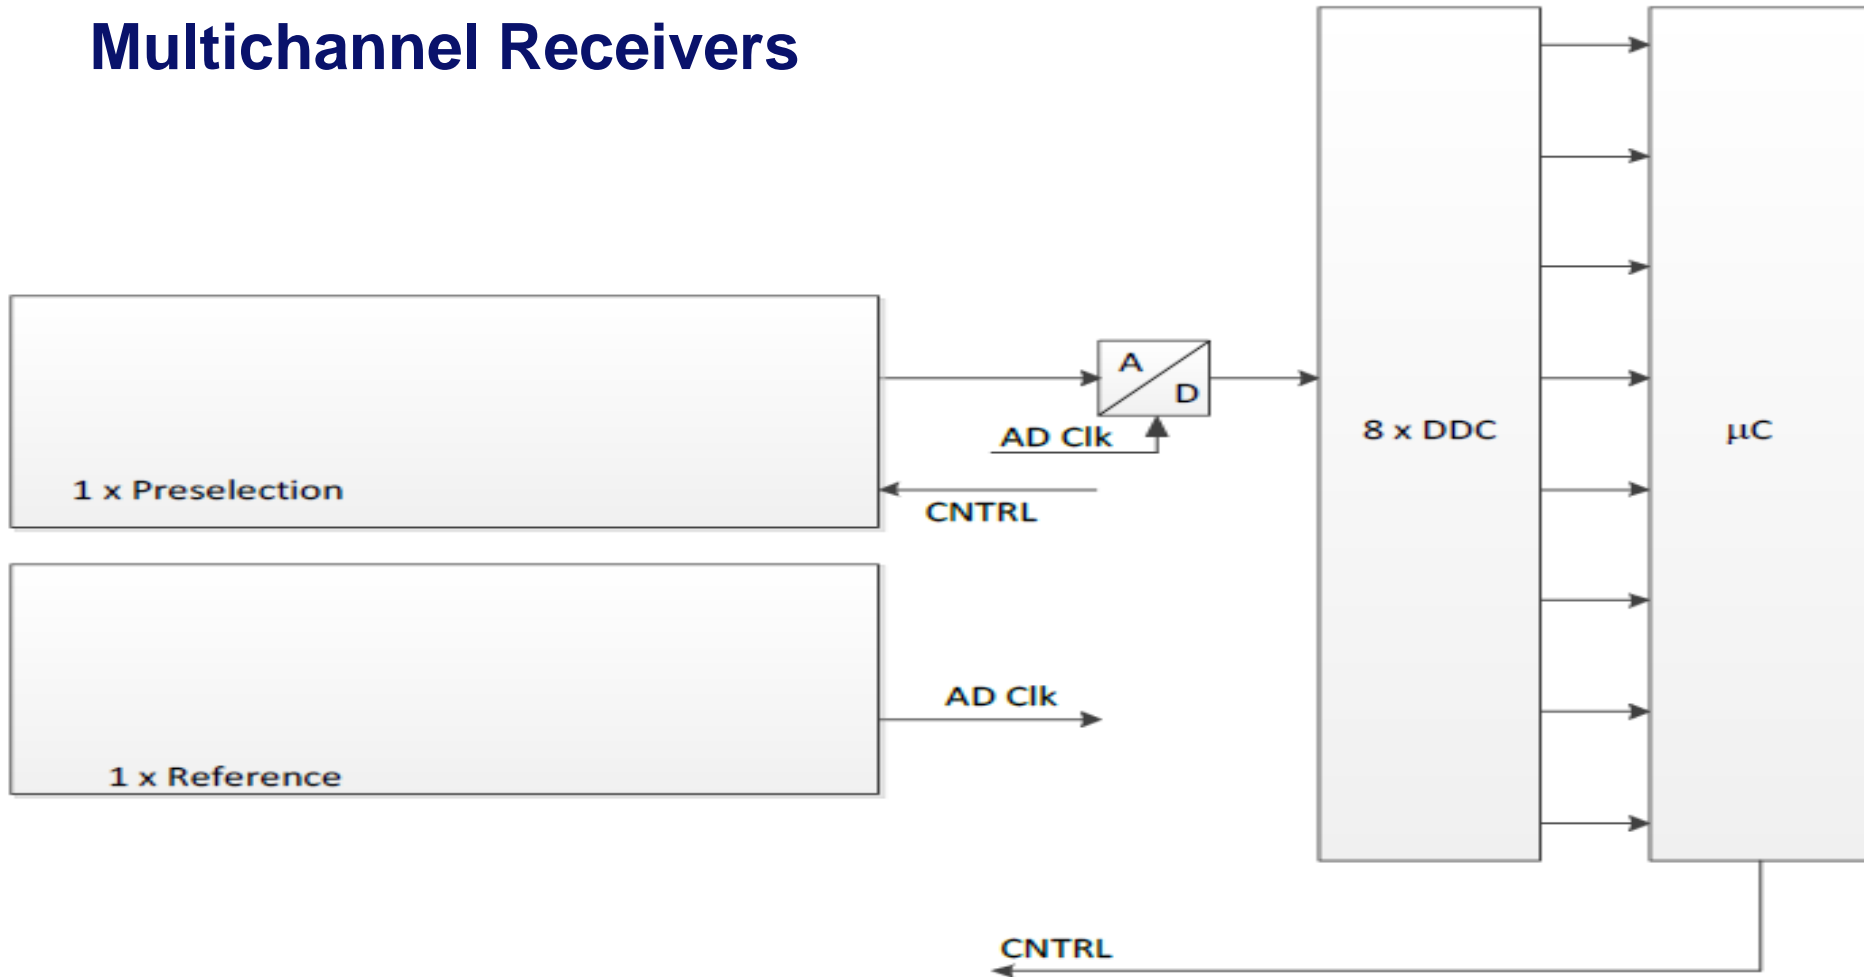 Multichannel Receivers
A
D
AD Clk
8 x DDC
μC
1 x Preselection
CNTRL
AD Clk
1 x Reference
CNTRL